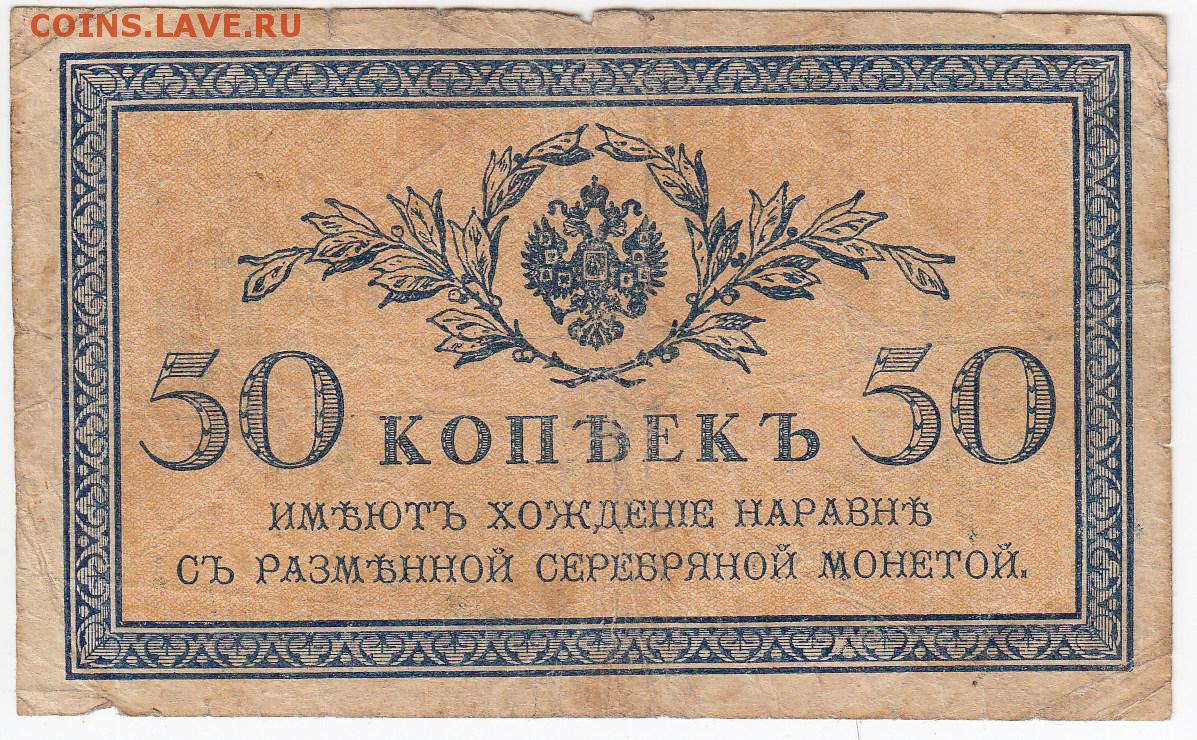 COINS.LAVE.RU
50 КОПѢЕКЪ 50
ИМѢЮТЪ ХОЖДЕНІЕ НАРАВНѢ
СЪ РАЗМѢННОЙ СЕРЕБРЯНОЙ МОНЕТОЙ.